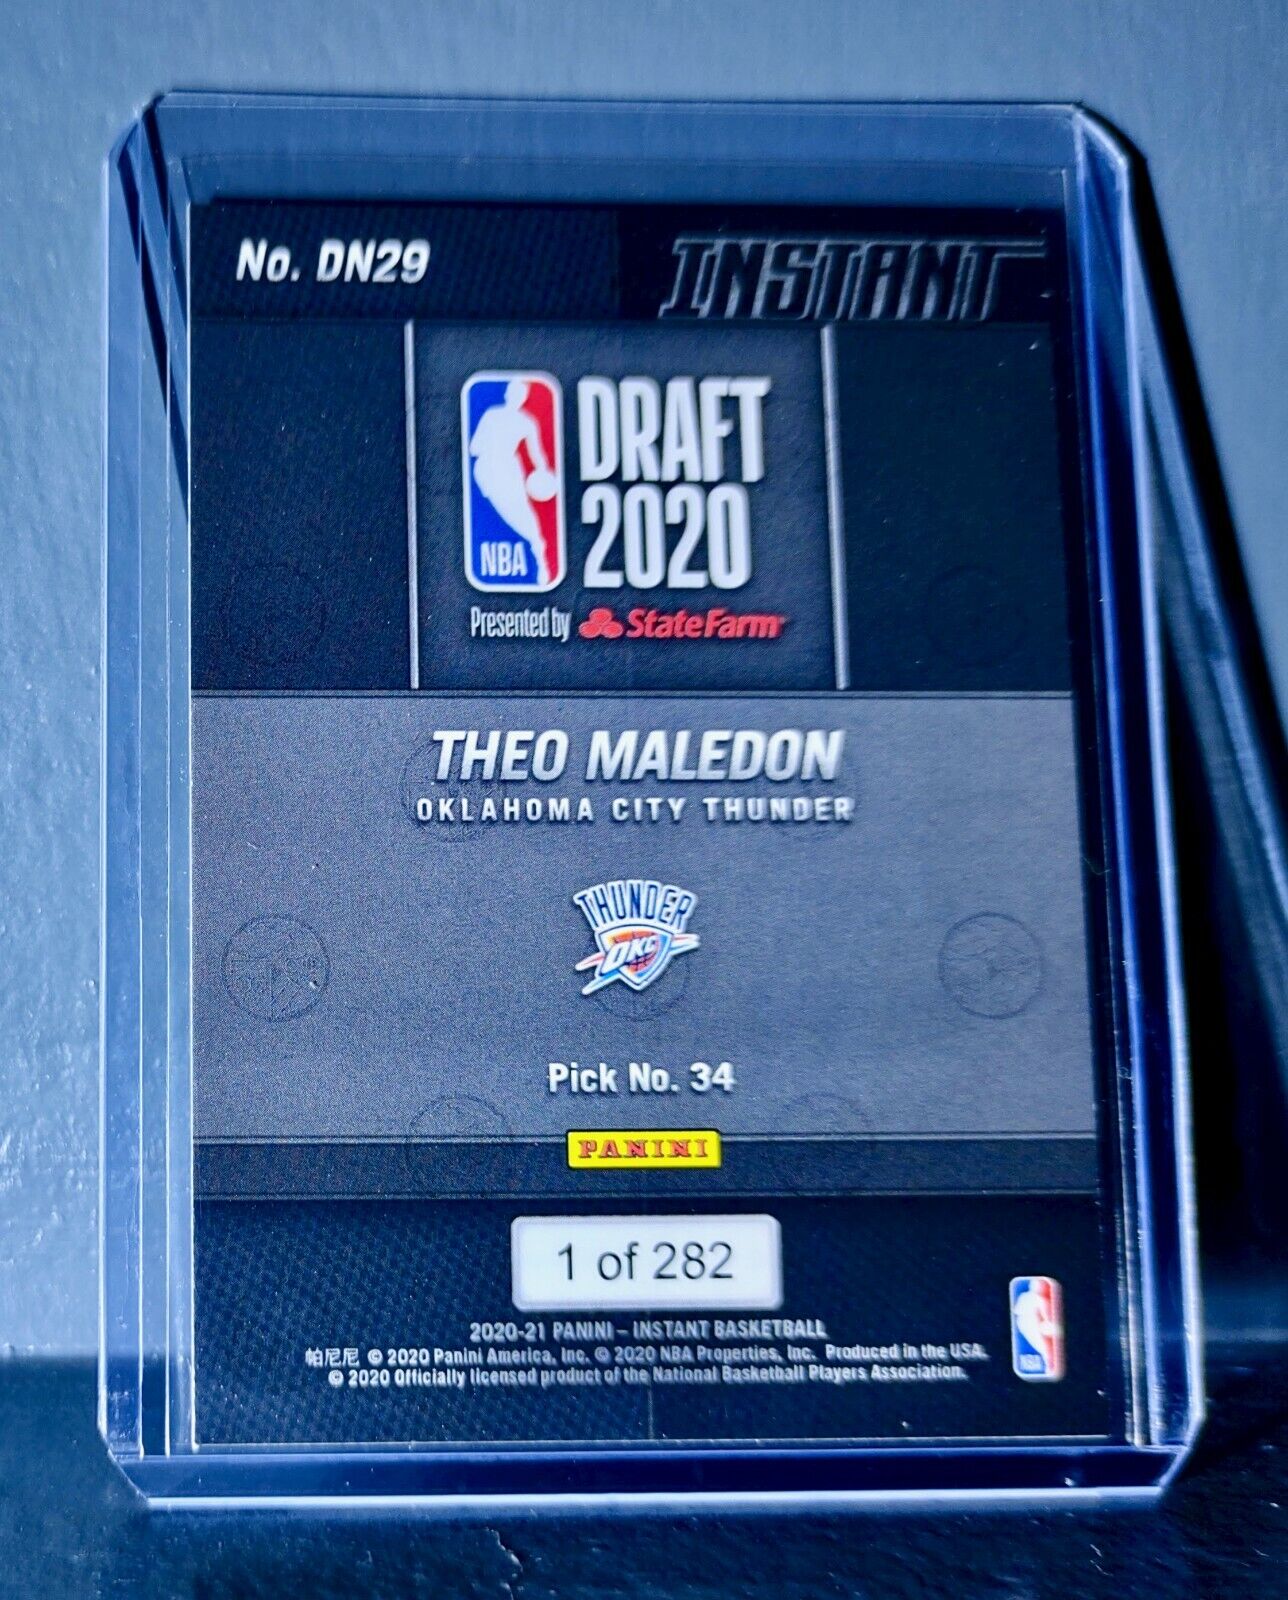 No. DN29
INSTANT
DRAFT
2020
NBA
Presented by StateFarm
THEO MALEDON
OKLAHOMA CITY THUNDER
THUNDER
OKC
Pick No. 34
PANINI
1 of 282
2020-21 PANINI – INSTANT BASKETBALL
帕尼尼 © 2020 Panini America, Inc. © 2020 NBA Properties, Inc. Produced in the USA.
© 2020 Officially licensed product of the National Basketball Players Association.
NBA